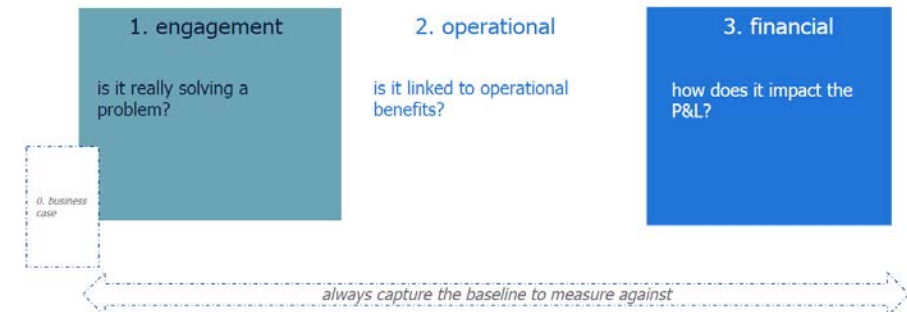 1. engagement
2. operational
3. financial
is it really solving a
problem?
is it linked to operational
benefits?
how does it impact the
P&L?
0. business
case
always capture the baseline to measure against